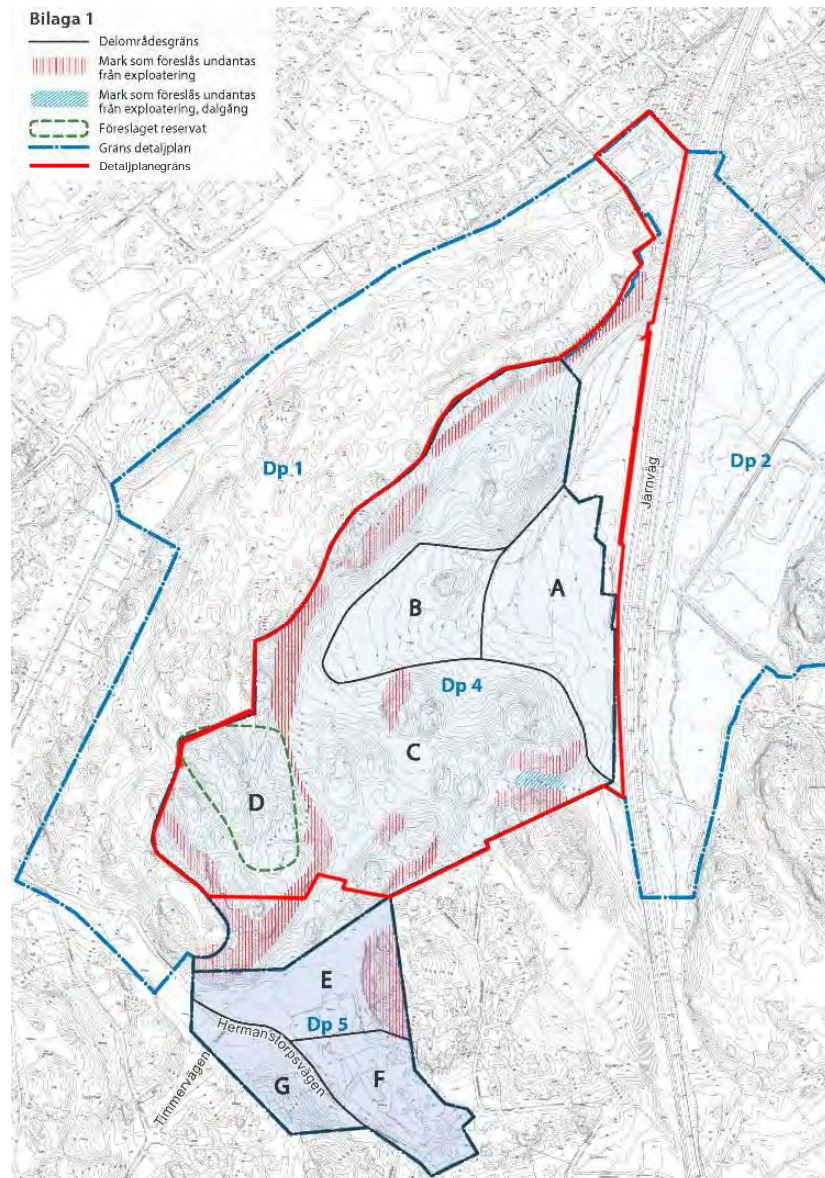 Bilaga 1
Delområdesgräns
Mark som föreslås undantas
från exploatering
Mark som föreslås undantas
från exploatering, dalgång
Föreslaget reservat
Gräns detaljplan
Detaljplanegräns
Dp 1
Dp 2
Järnväg
A
B
Dp 4
C
D
E
Dp 5
Hermanstorpsvägen
Timmervägen
F
G